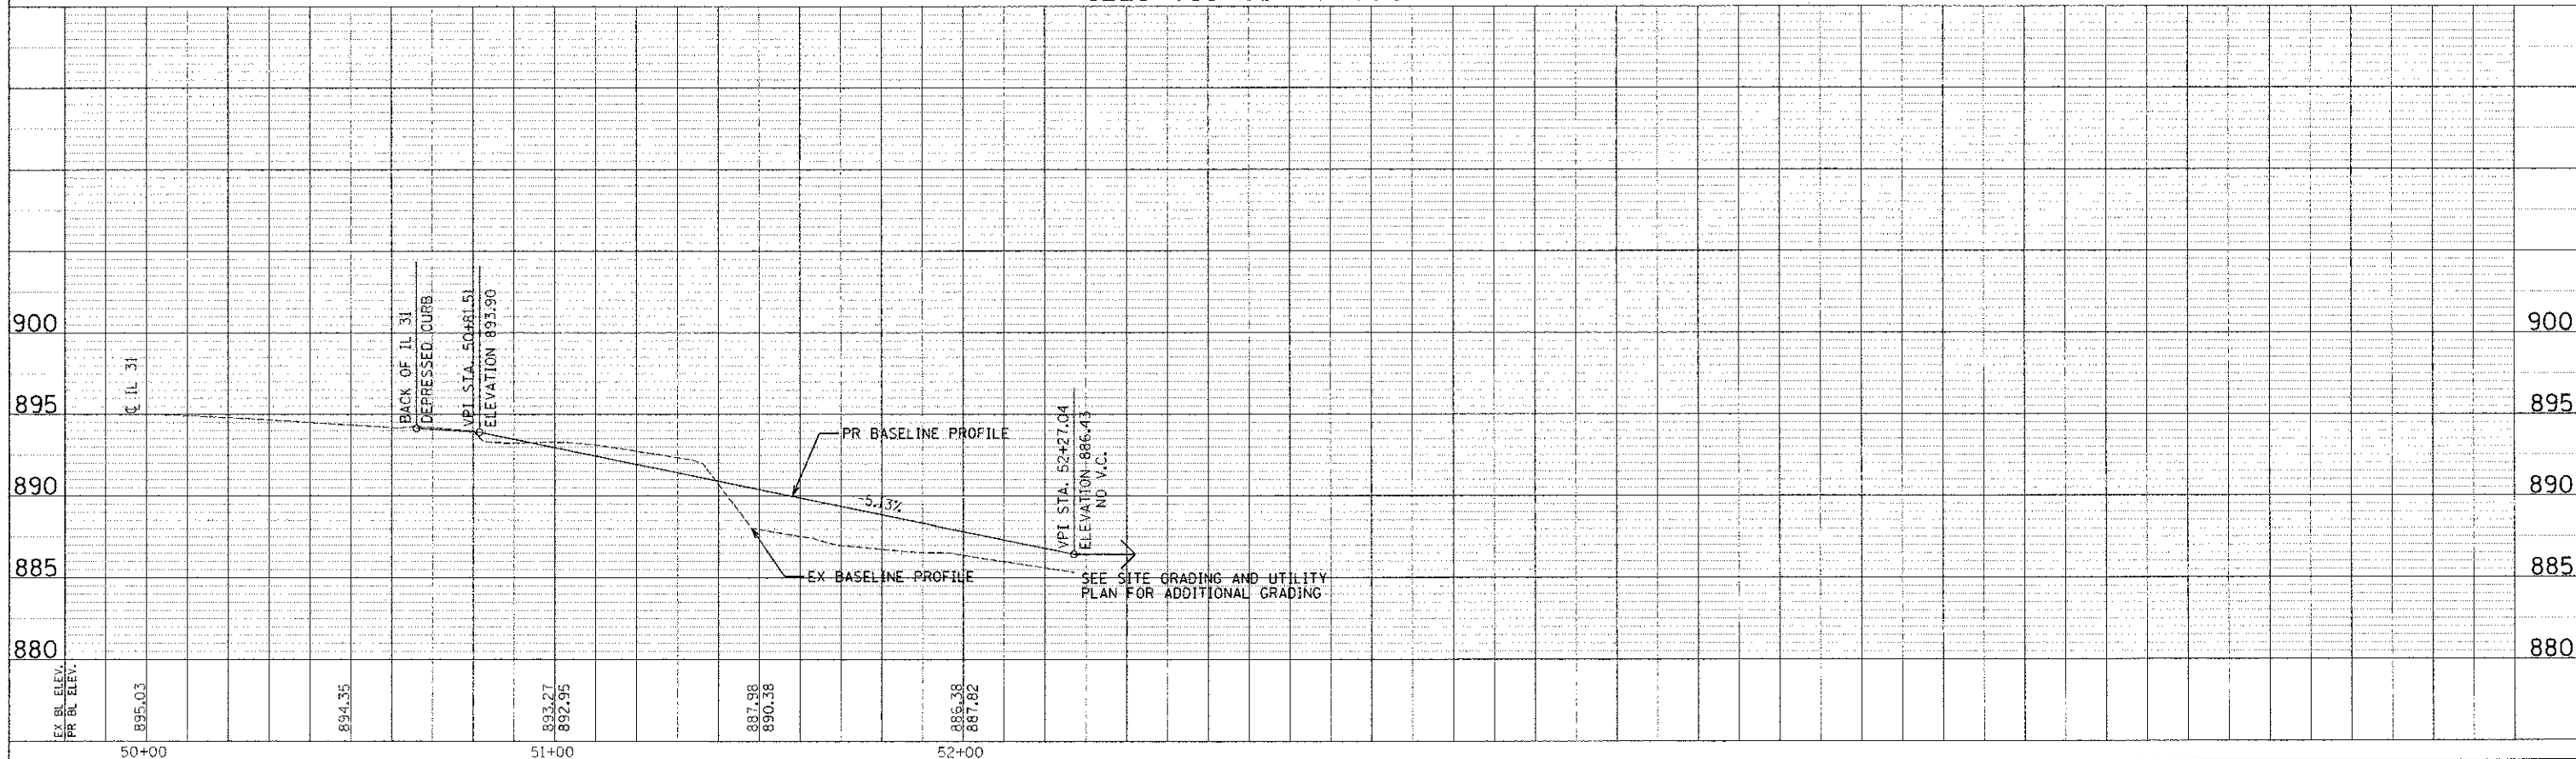 900
900
895
895
890
890
885
885
880
880
℄ IL 31
BACK OF IL 31
DEPRESSED CURB
VPI STA. 50+81.51
ELEVATION 893.90
PR BASELINE PROFILE
-5.13%
EX BASELINE PROFILE
VPI STA. 52+27.04
ELEVATION 886.43
NO V.C.
SEE SITE GRADING AND UTILITY
PLAN FOR ADDITIONAL GRADING
EX BL ELEV.
PR BL ELEV.
895.03
894.35
893.27
892.95
887.98
890.38
886.38
887.82
50+00
51+00
52+00